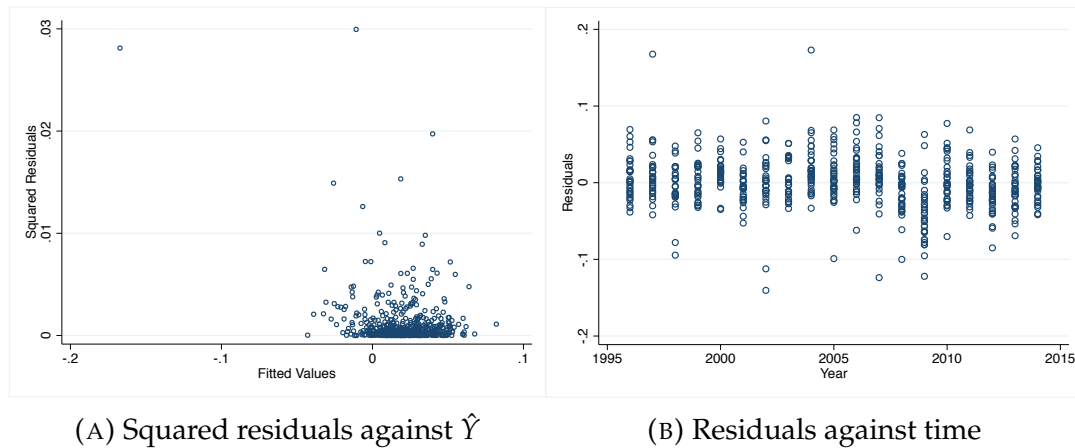 .03
.02
.01
0
Squared Residuals
-.2 -.1 0 .1
Fitted Values
.2
.1
0
-.1
-.2
Residuals
1995 2000 2005 2010 2015
Year
(A) Squared residuals against Ŷ
(B) Residuals against time